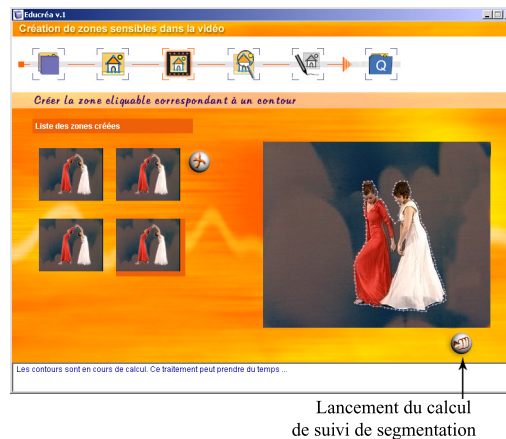 Educréa v.1
Création de zones sensibles dans la vidéo
Q
Créer la zone cliquable correspondant à un contour
Liste des zones créées
Les contours sont en cours de calcul. Ce traitement peut prendre du temps ...
Lancement du calcul
de suivi de segmentation